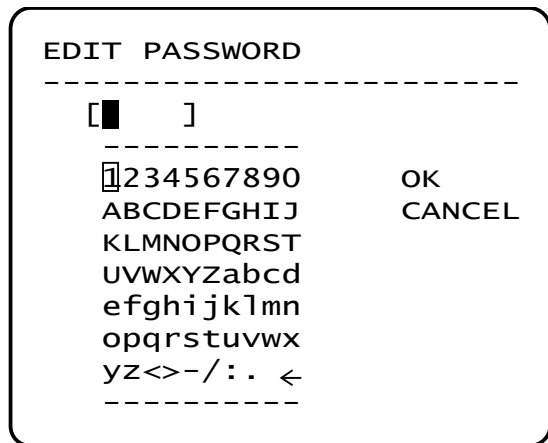 EDIT PASSWORD
------------------------
[█   ]
----------
1234567890 OK
ABCDEFGHIJ CANCEL
KLMNOPQRST
UVWXYZabcd
efghijklmn
opqrstuvwx
yz<>-/:. ←
----------